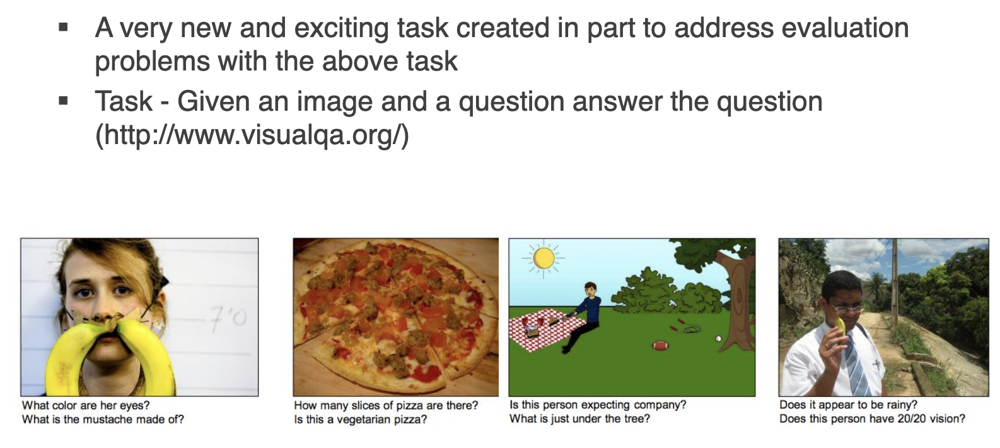 ▪ A very new and exciting task created in part to address evaluation
problems with the above task
▪ Task - Given an image and a question answer the question
(http://www.visualqa.org/)
7'0
What color are her eyes?
What is the mustache made of?
How many slices of pizza are there?
Is this a vegetarian pizza?
Is this person expecting company?
What is just under the tree?
Does it appear to be rainy?
Does this person have 20/20 vision?